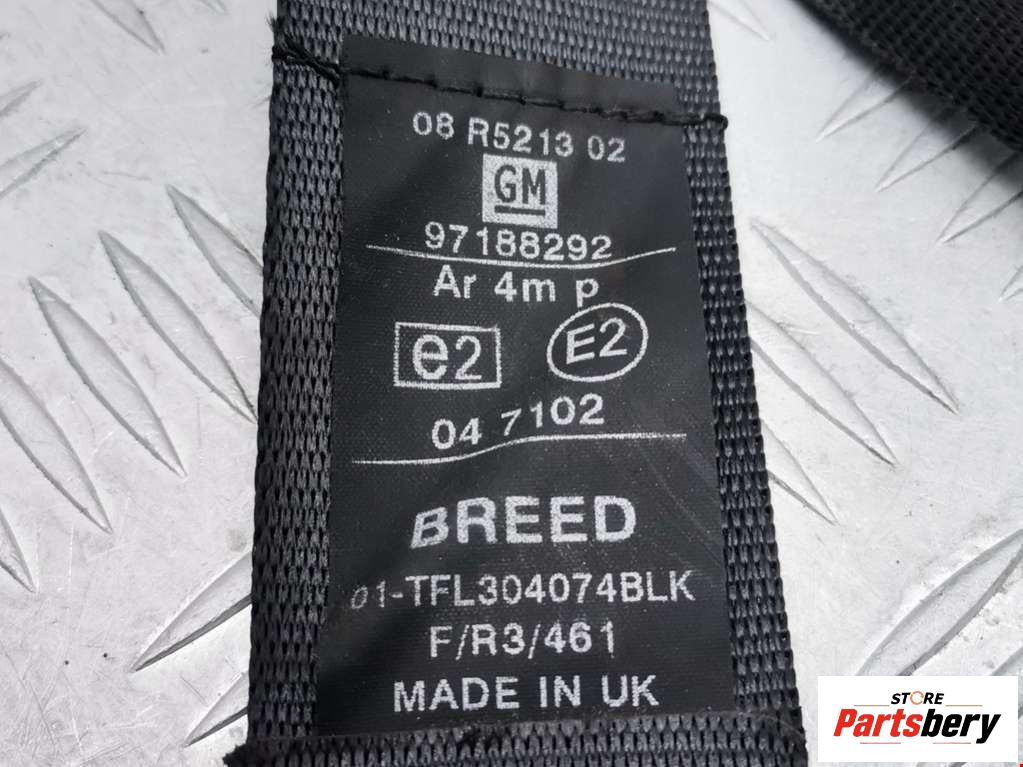 08 R5213 02
GM
97188292
Ar 4m p
e2 E2
04 7102
BREED
01-TFL304074BLK
F/R3/461
MADE IN UK
STORE
Partsbery